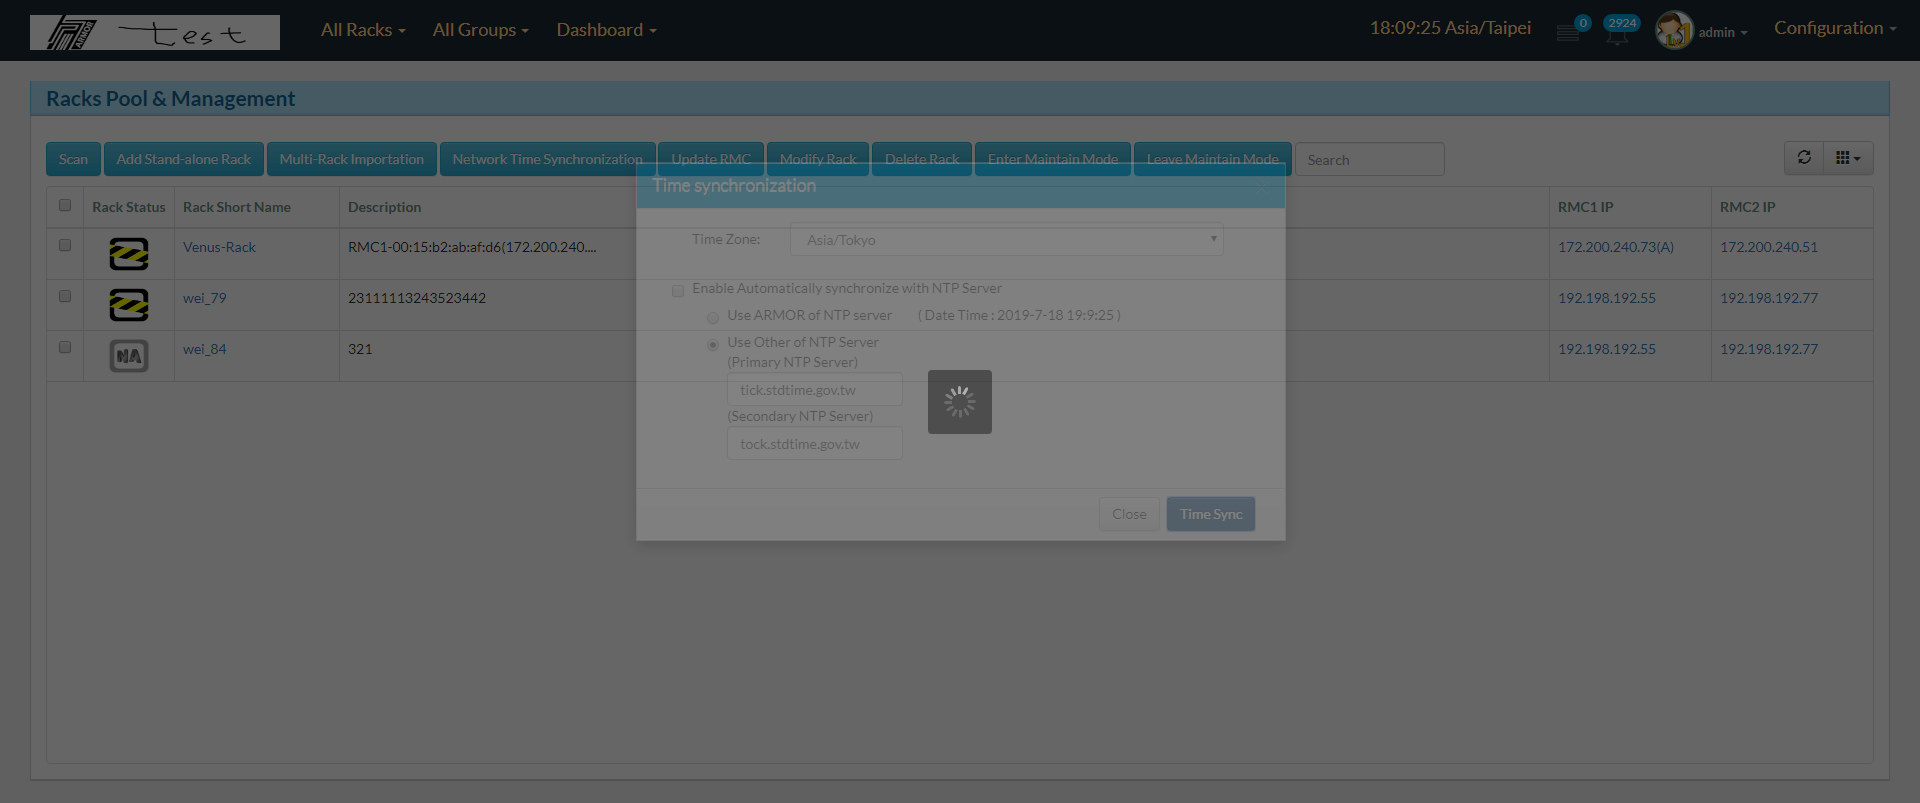 ARMOR test All Racks All Groups Dashboard 18:09:25 Asia/Taipei 0 2924 admin Configuration
Racks Pool & Management
Scan Add Stand-alone Rack Multi-Rack Importation Network Time Synchronization Update RMC Modify Rack Delete Rack Enter Maintain Mode Leave Maintain Mode Search
Time synchronization
Rack Status Rack Short Name Description RMC1 IP RMC2 IP
Venus-Rack RMC1-00:15:b2:ab:af:d6(172.200.240.... 172.200.240.73(A) 172.200.240.51
wei_79 23111113243523442 192.198.192.55 192.198.192.77
NA wei_84 321 192.198.192.55 192.198.192.77
Time Zone: Asia/Tokyo
Enable Automatically synchronize with NTP Server
Use ARMOR of NTP server ( Date Time : 2019-7-18 19:9:25 )
Use Other of NTP Server
(Primary NTP Server)
tick.stdtime.gov.tw
(Secondary NTP Server)
tock.stdtime.gov.tw
Close Time Sync